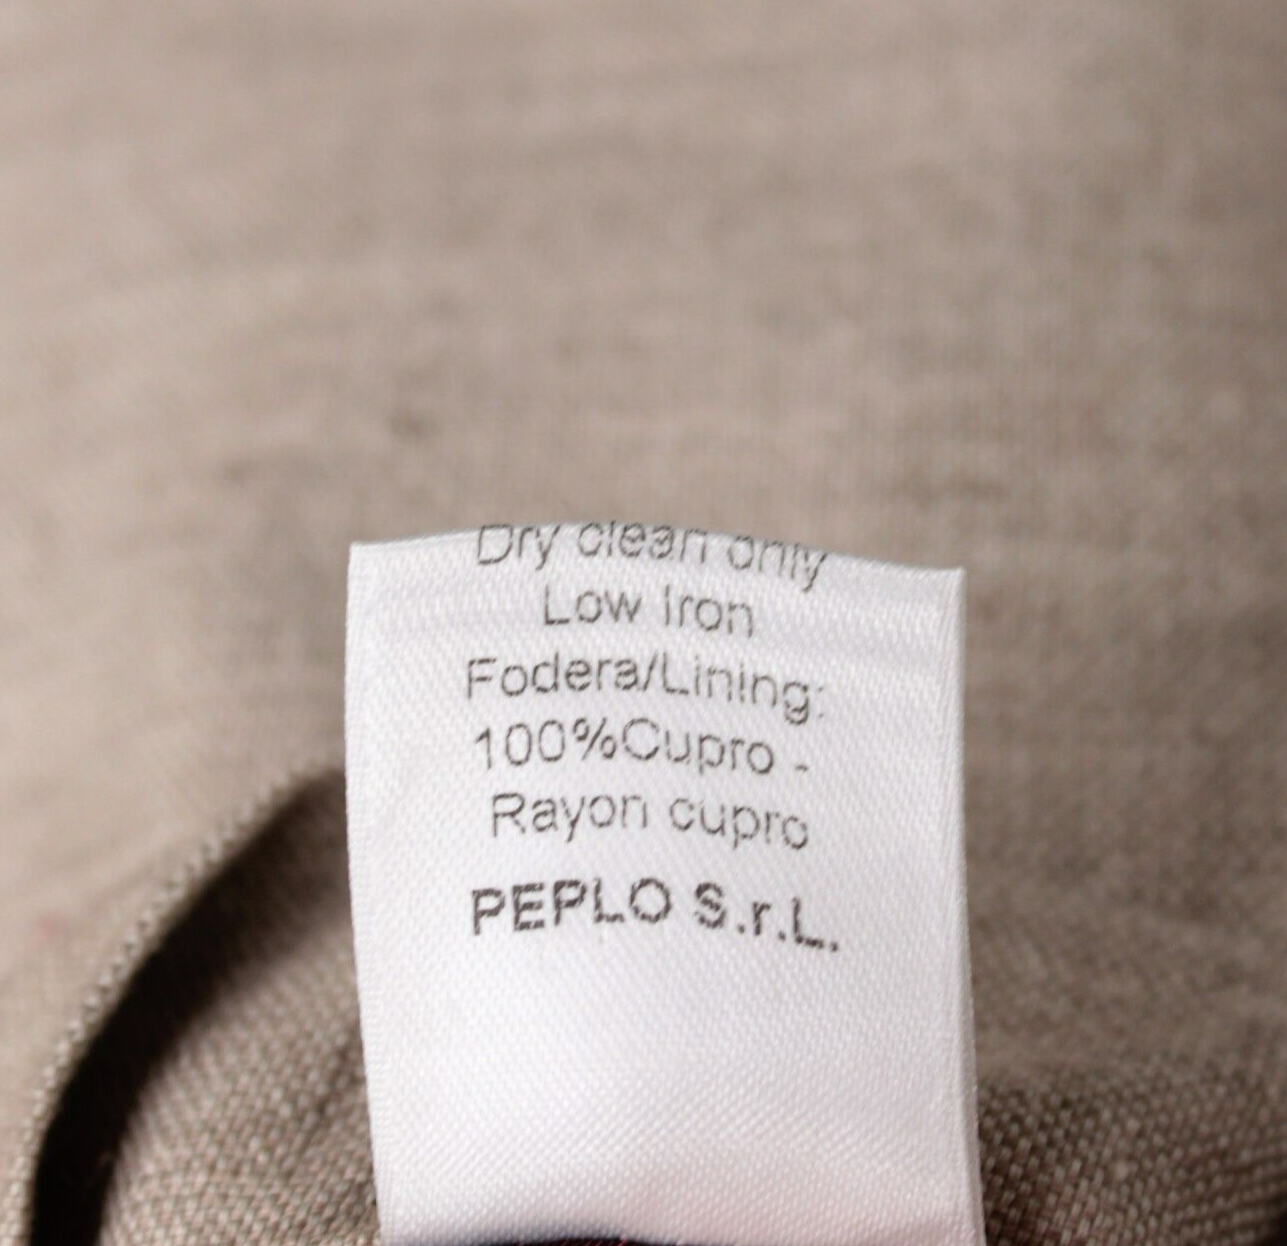 Dry clean only
Low Iron
Fodera/Lining:
100%Cupro -
Rayon cupro
PEPLO S.r.L.